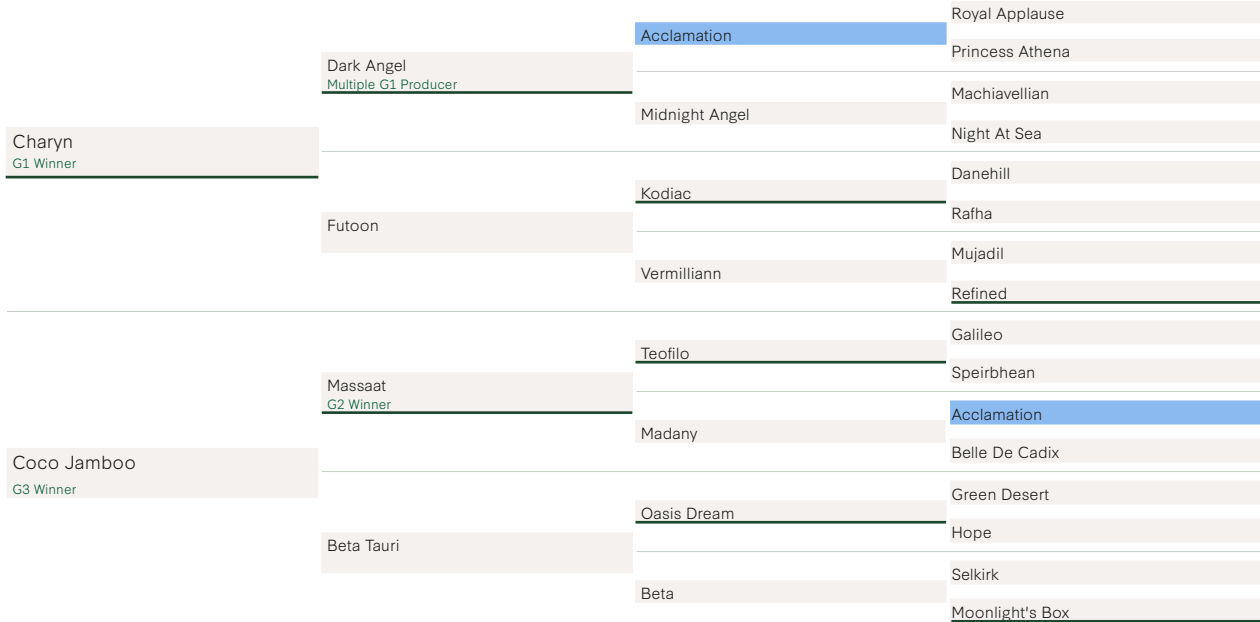 Charyn
G1 Winner
Coco Jamboo
G3 Winner
Dark Angel
Multiple G1 Producer
Futoon
Massaat
G2 Winner
Beta Tauri
Acclamation
Midnight Angel
Kodiac
Vermilliann
Teofilo
Madany
Oasis Dream
Beta
Royal Applause
Princess Athena
Machiavellian
Night At Sea
Danehill
Rafha
Mujadil
Refined
Galileo
Speirbhean
Acclamation
Belle De Cadix
Green Desert
Hope
Selkirk
Moonlight's Box